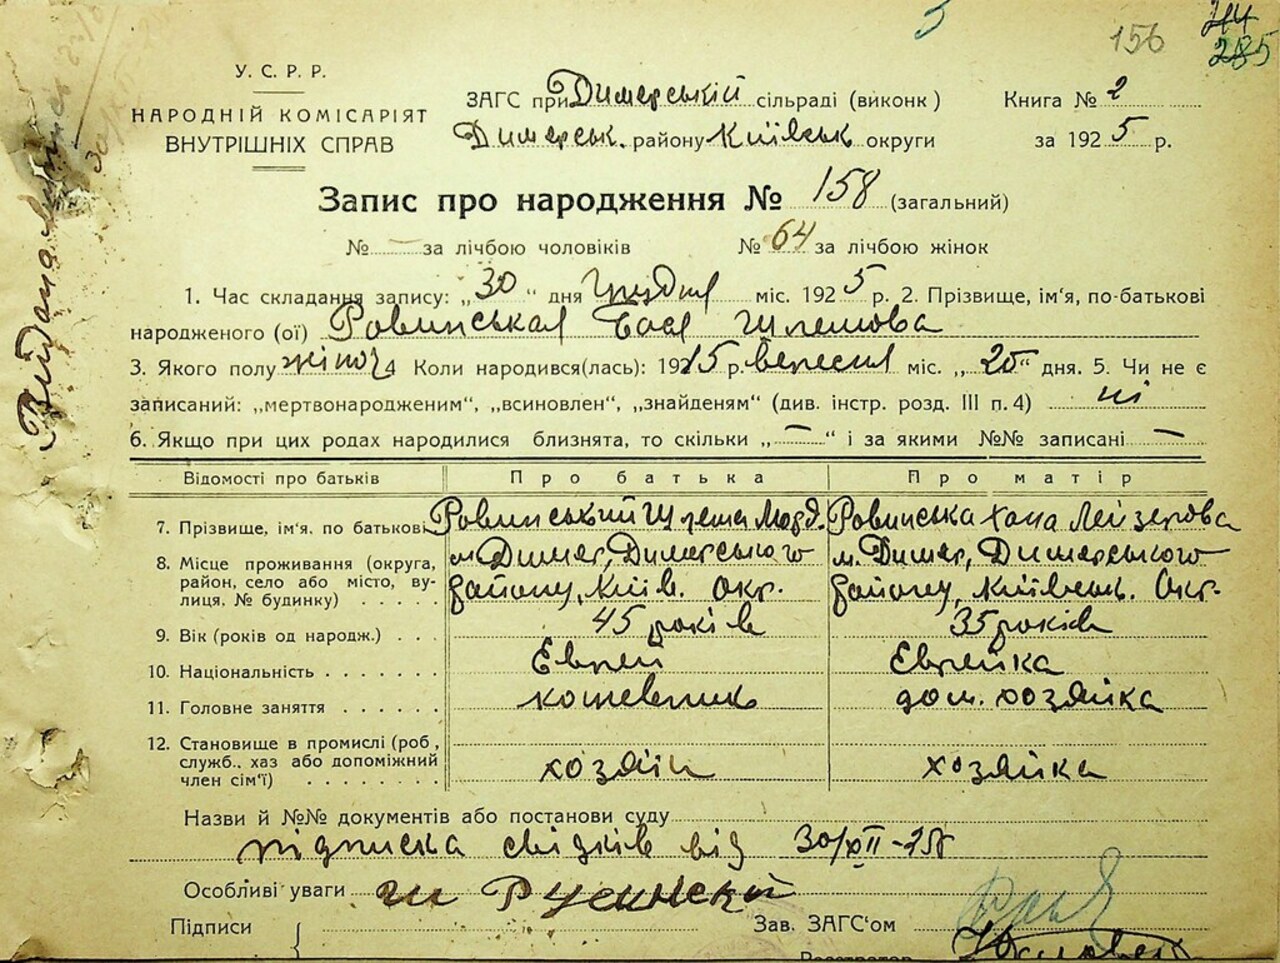 5 156 244
285
У. С. Р. Р.
НАРОДНІЙ КОМІСАРІЯТ
ВНУТРІШНІХ СПРАВ
ЗАГС при Димерській сільраді (виконк)
Димерськ. району Київськ округи
Книга № 2
за 1925 р.
Запис про народження № 158 (загальний)
№ — за лічбою чоловіків № 64 за лічбою жінок
1. Час складання запису: „30“ дня Грудня міс. 1925 р. 2. Прізвище, ім'я, по-батькові
народженого (ої) Ровинская Бася Шлемова
3. Якого полу жіноч 4 Коли народився(лась): 1915 р. вересня міс. „25“ дня. 5. Чи не є
записаний: „мертвонародженим“, „всиновлен“, „знайденям“ (див. інстр. розд. III п. 4) ні
6. Якщо при цих родах народилися близнята, то скільки „—“ і за якими №№ записані —
Відомості про батьків Про батька Про матір
7. Прізвище, ім'я, по батькові Ровинський Шлема Морд. Ровинська Хана Лейзерова
8. Місце проживання (округа, район, село або місто, вулиця, № будинку) м. Димер, Димерського м. Димер, Димерського
району, Київ. Окр. району, Київськ. Окр.
9. Вік (років од народж.) 45 років 35 років
10. Національність Еврей Еврейка
11. Головне заняття кожевник дом. хозяйка
12. Становище в промислі (роб, служб., хаз або допоміжний член сім'ї) хозяін хозяйка
Назви й №№ документів або постанови суду
підписка свідків від 30/XII-25р
Особливі уваги
Підписи Зав. ЗАГС'ом
Реєстратор
Видана